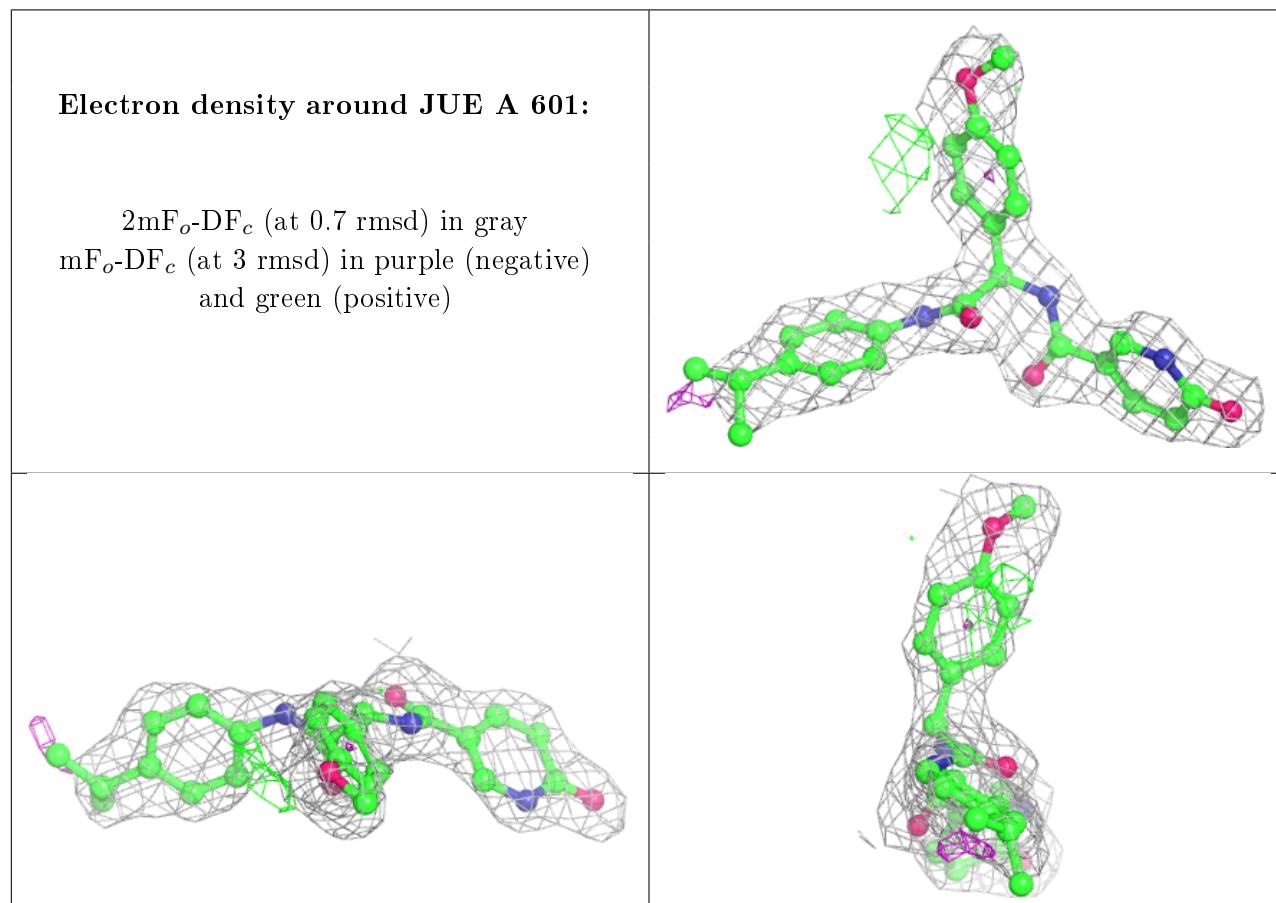 Electron density around JUE A 601:
2mFo-DFc (at 0.7 rmsd) in gray
mFo-DFc (at 3 rmsd) in purple (negative)
and green (positive)